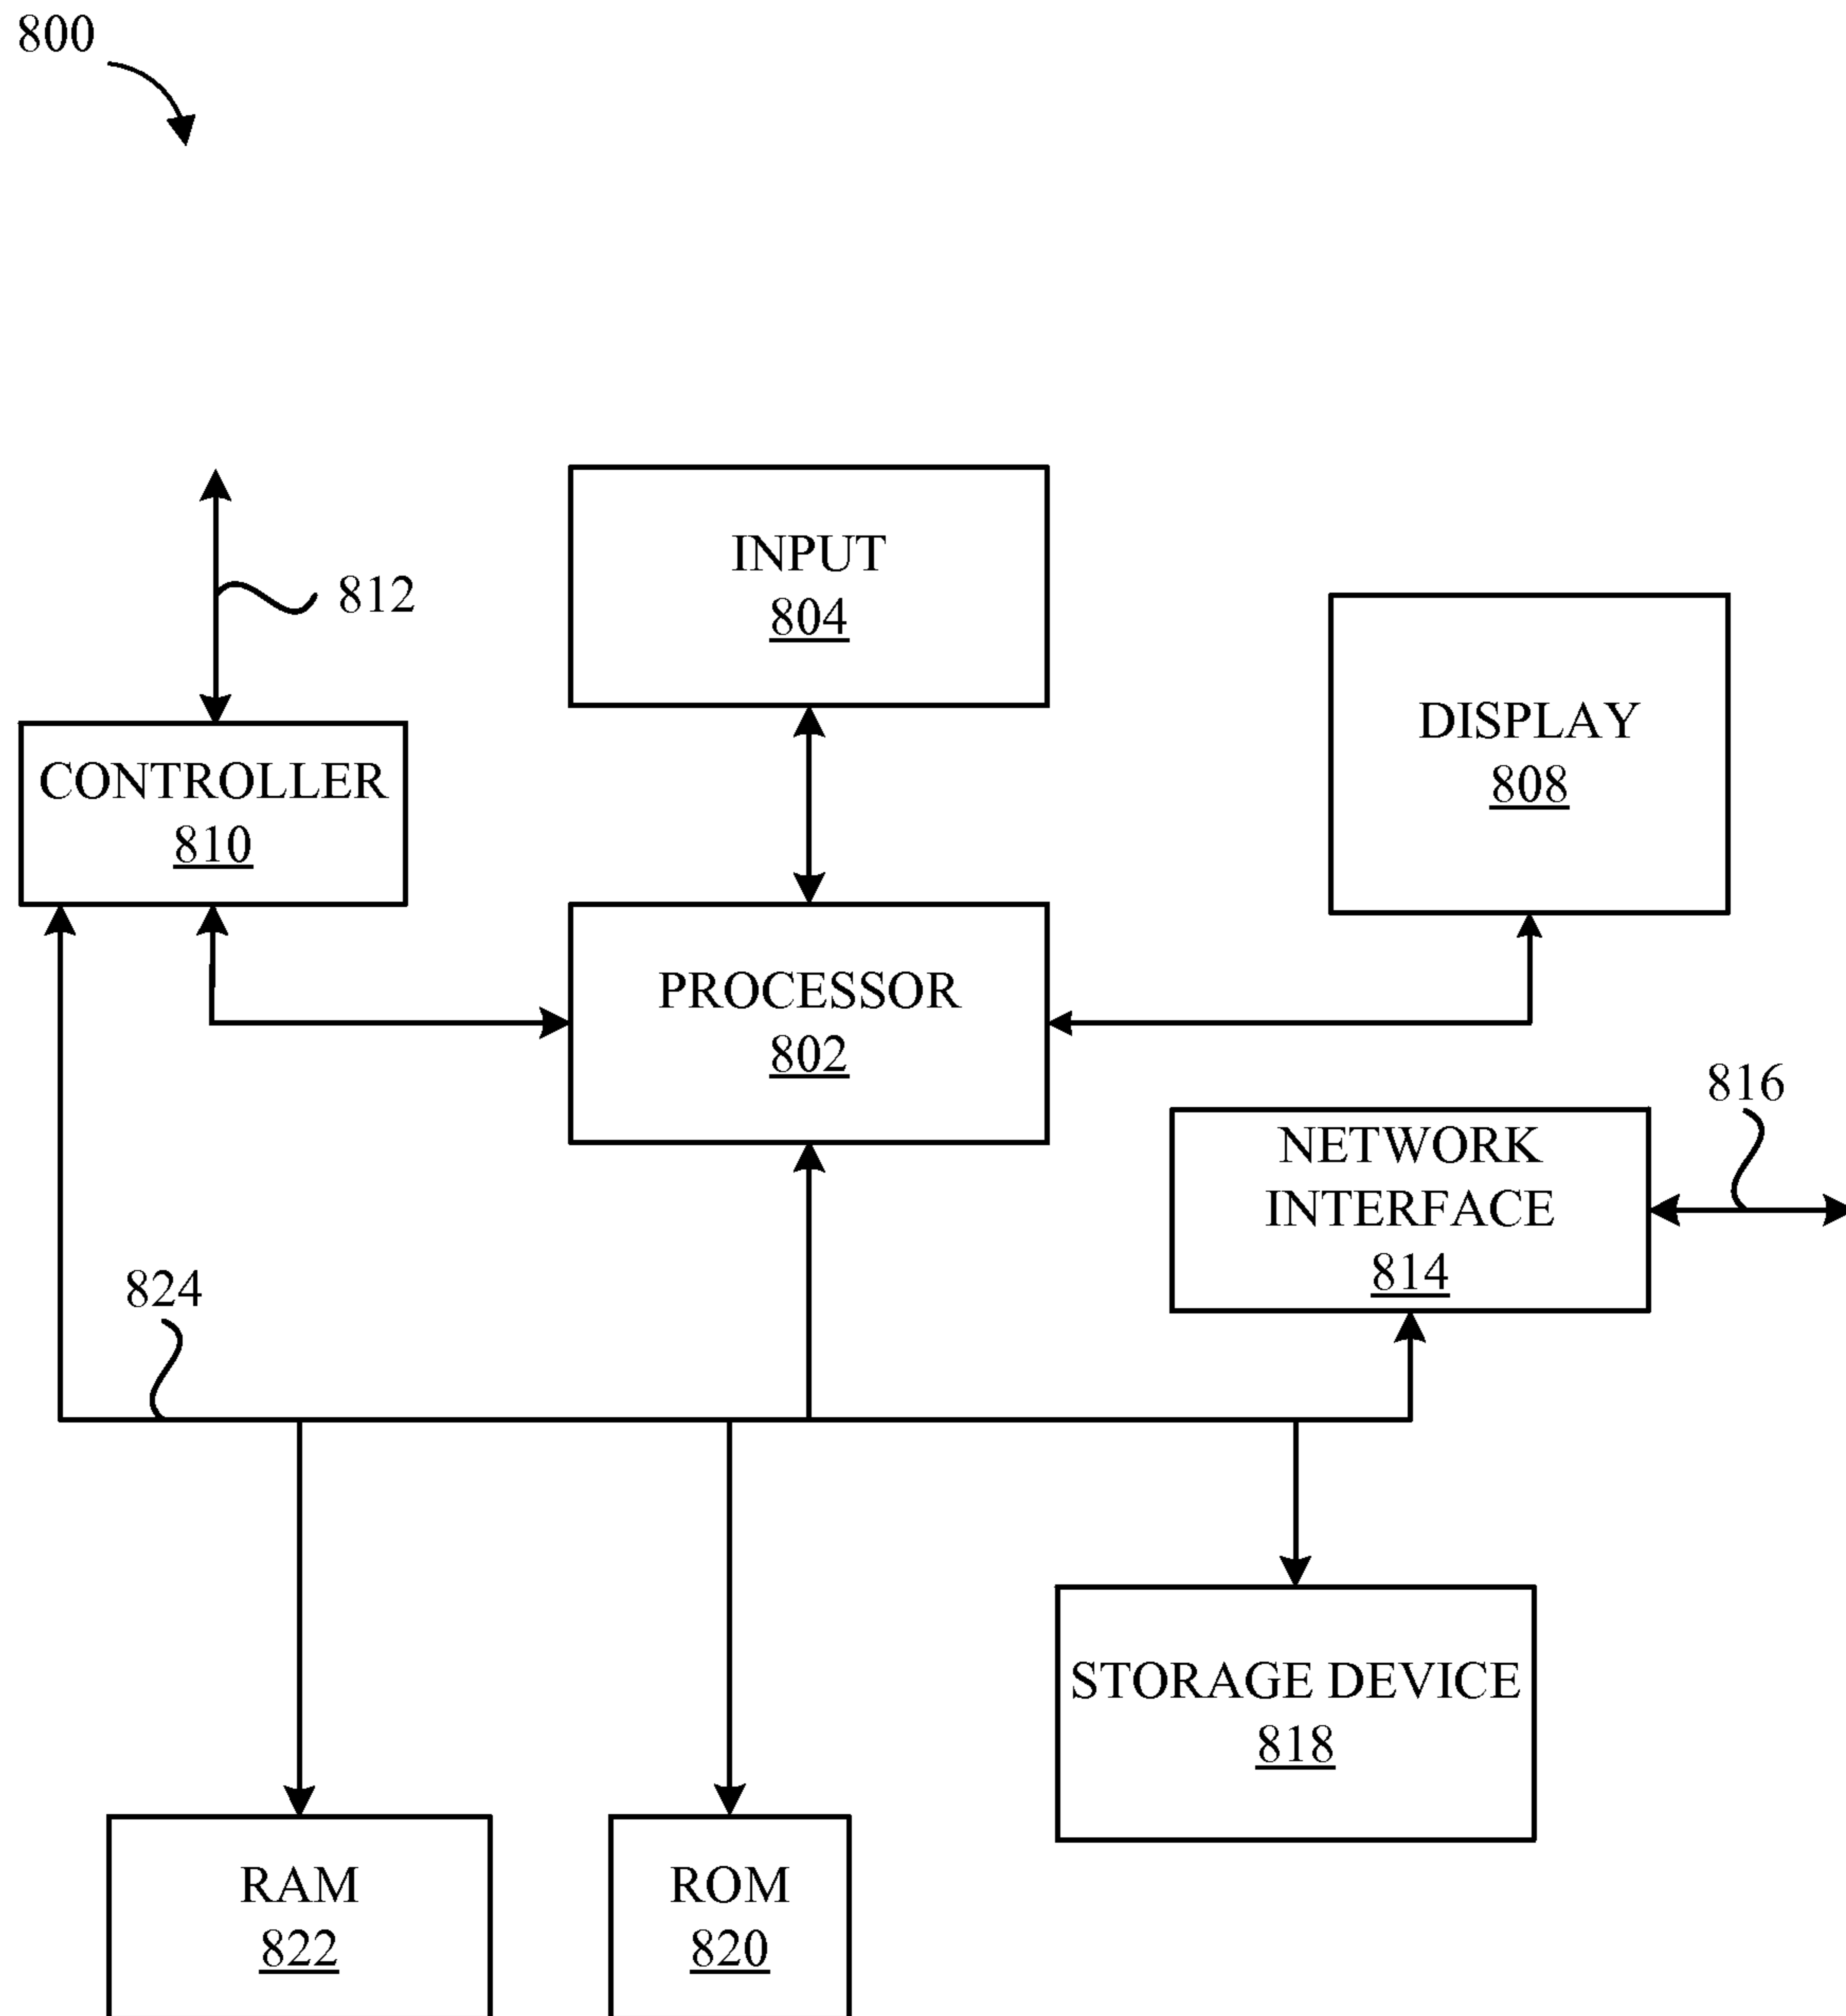 800
INPUT
804
812
DISPLAY
808
CONTROLLER
810
PROCESSOR
802
816
NETWORK
INTERFACE
814
824
STORAGE DEVICE
818
RAM
822
ROM
820